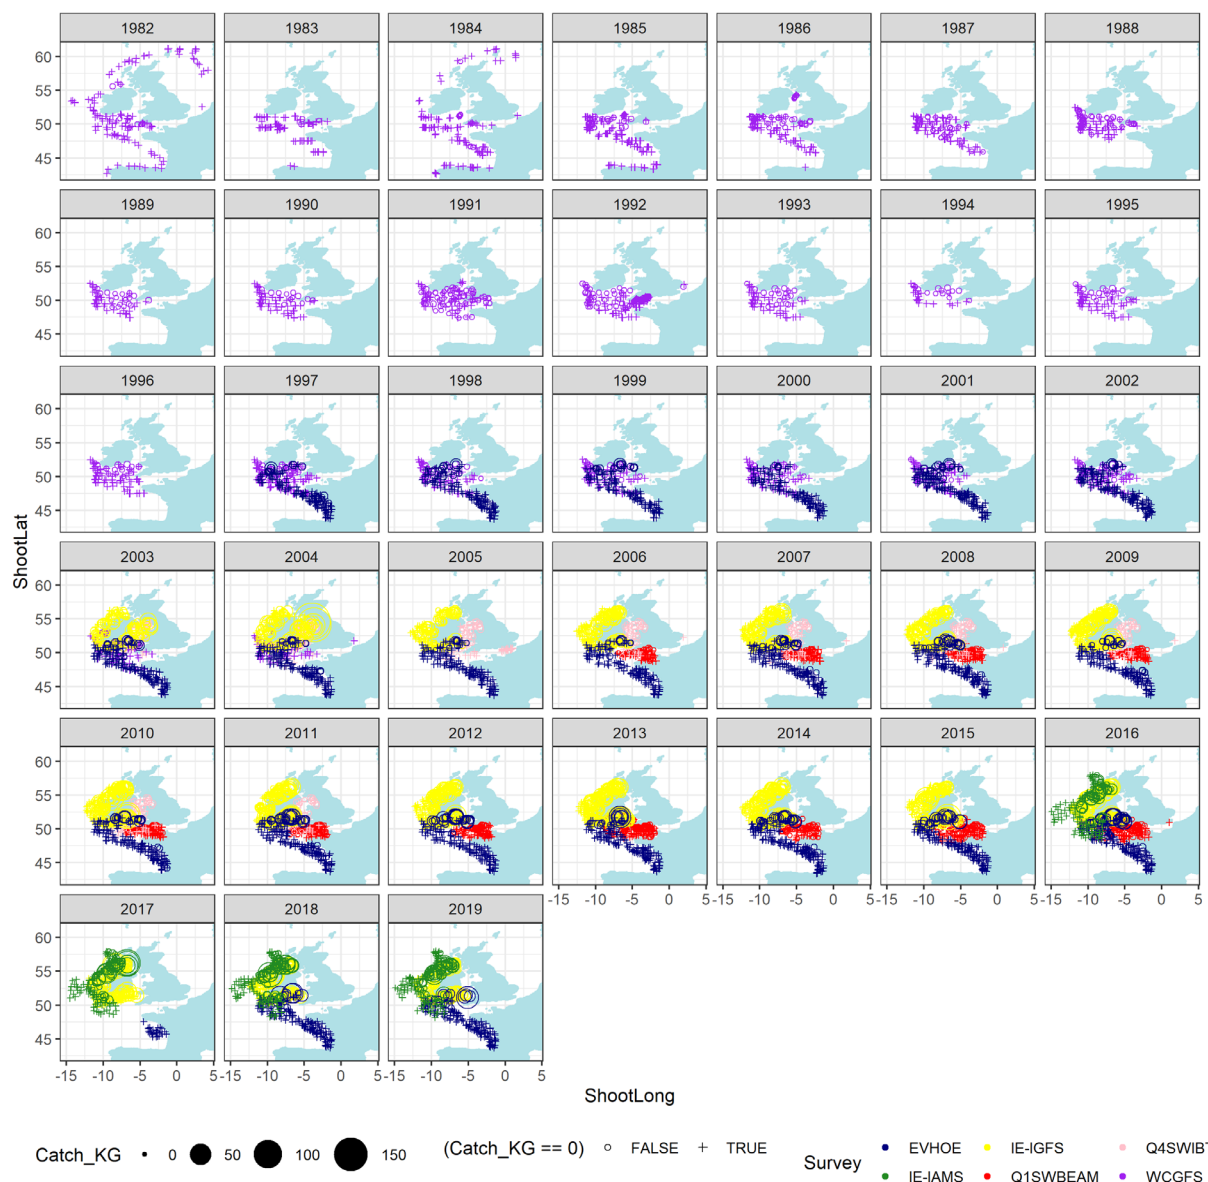 1982 1983 1984 1985 1986 1987 1988
60
55
50
45
1989 1990 1991 1992 1993 1994 1995
60
55
50
45
1996 1997 1998 1999 2000 2001 2002
60
55
50
45
ShootLat
2003 2004 2005 2006 2007 2008 2009
60
55
50
45
2010 2011 2012 2013 2014 2015 2016
60
55
50
45
-15 -10 -5 0 5 -15 -10 -5 0 5 -15 -10 -5 0 5 -15 -10 -5 0 5
2017 2018 2019
60
55
50
45
-15 -10 -5 0 5 -15 -10 -5 0 5 -15 -10 -5 0 5
ShootLong
Catch_KG 0 50 100 150 (Catch_KG == 0) FALSE TRUE Survey EVHOE IE-IGFS Q4SWIBT
IE-IAMS Q1SWBEAM WCGFS